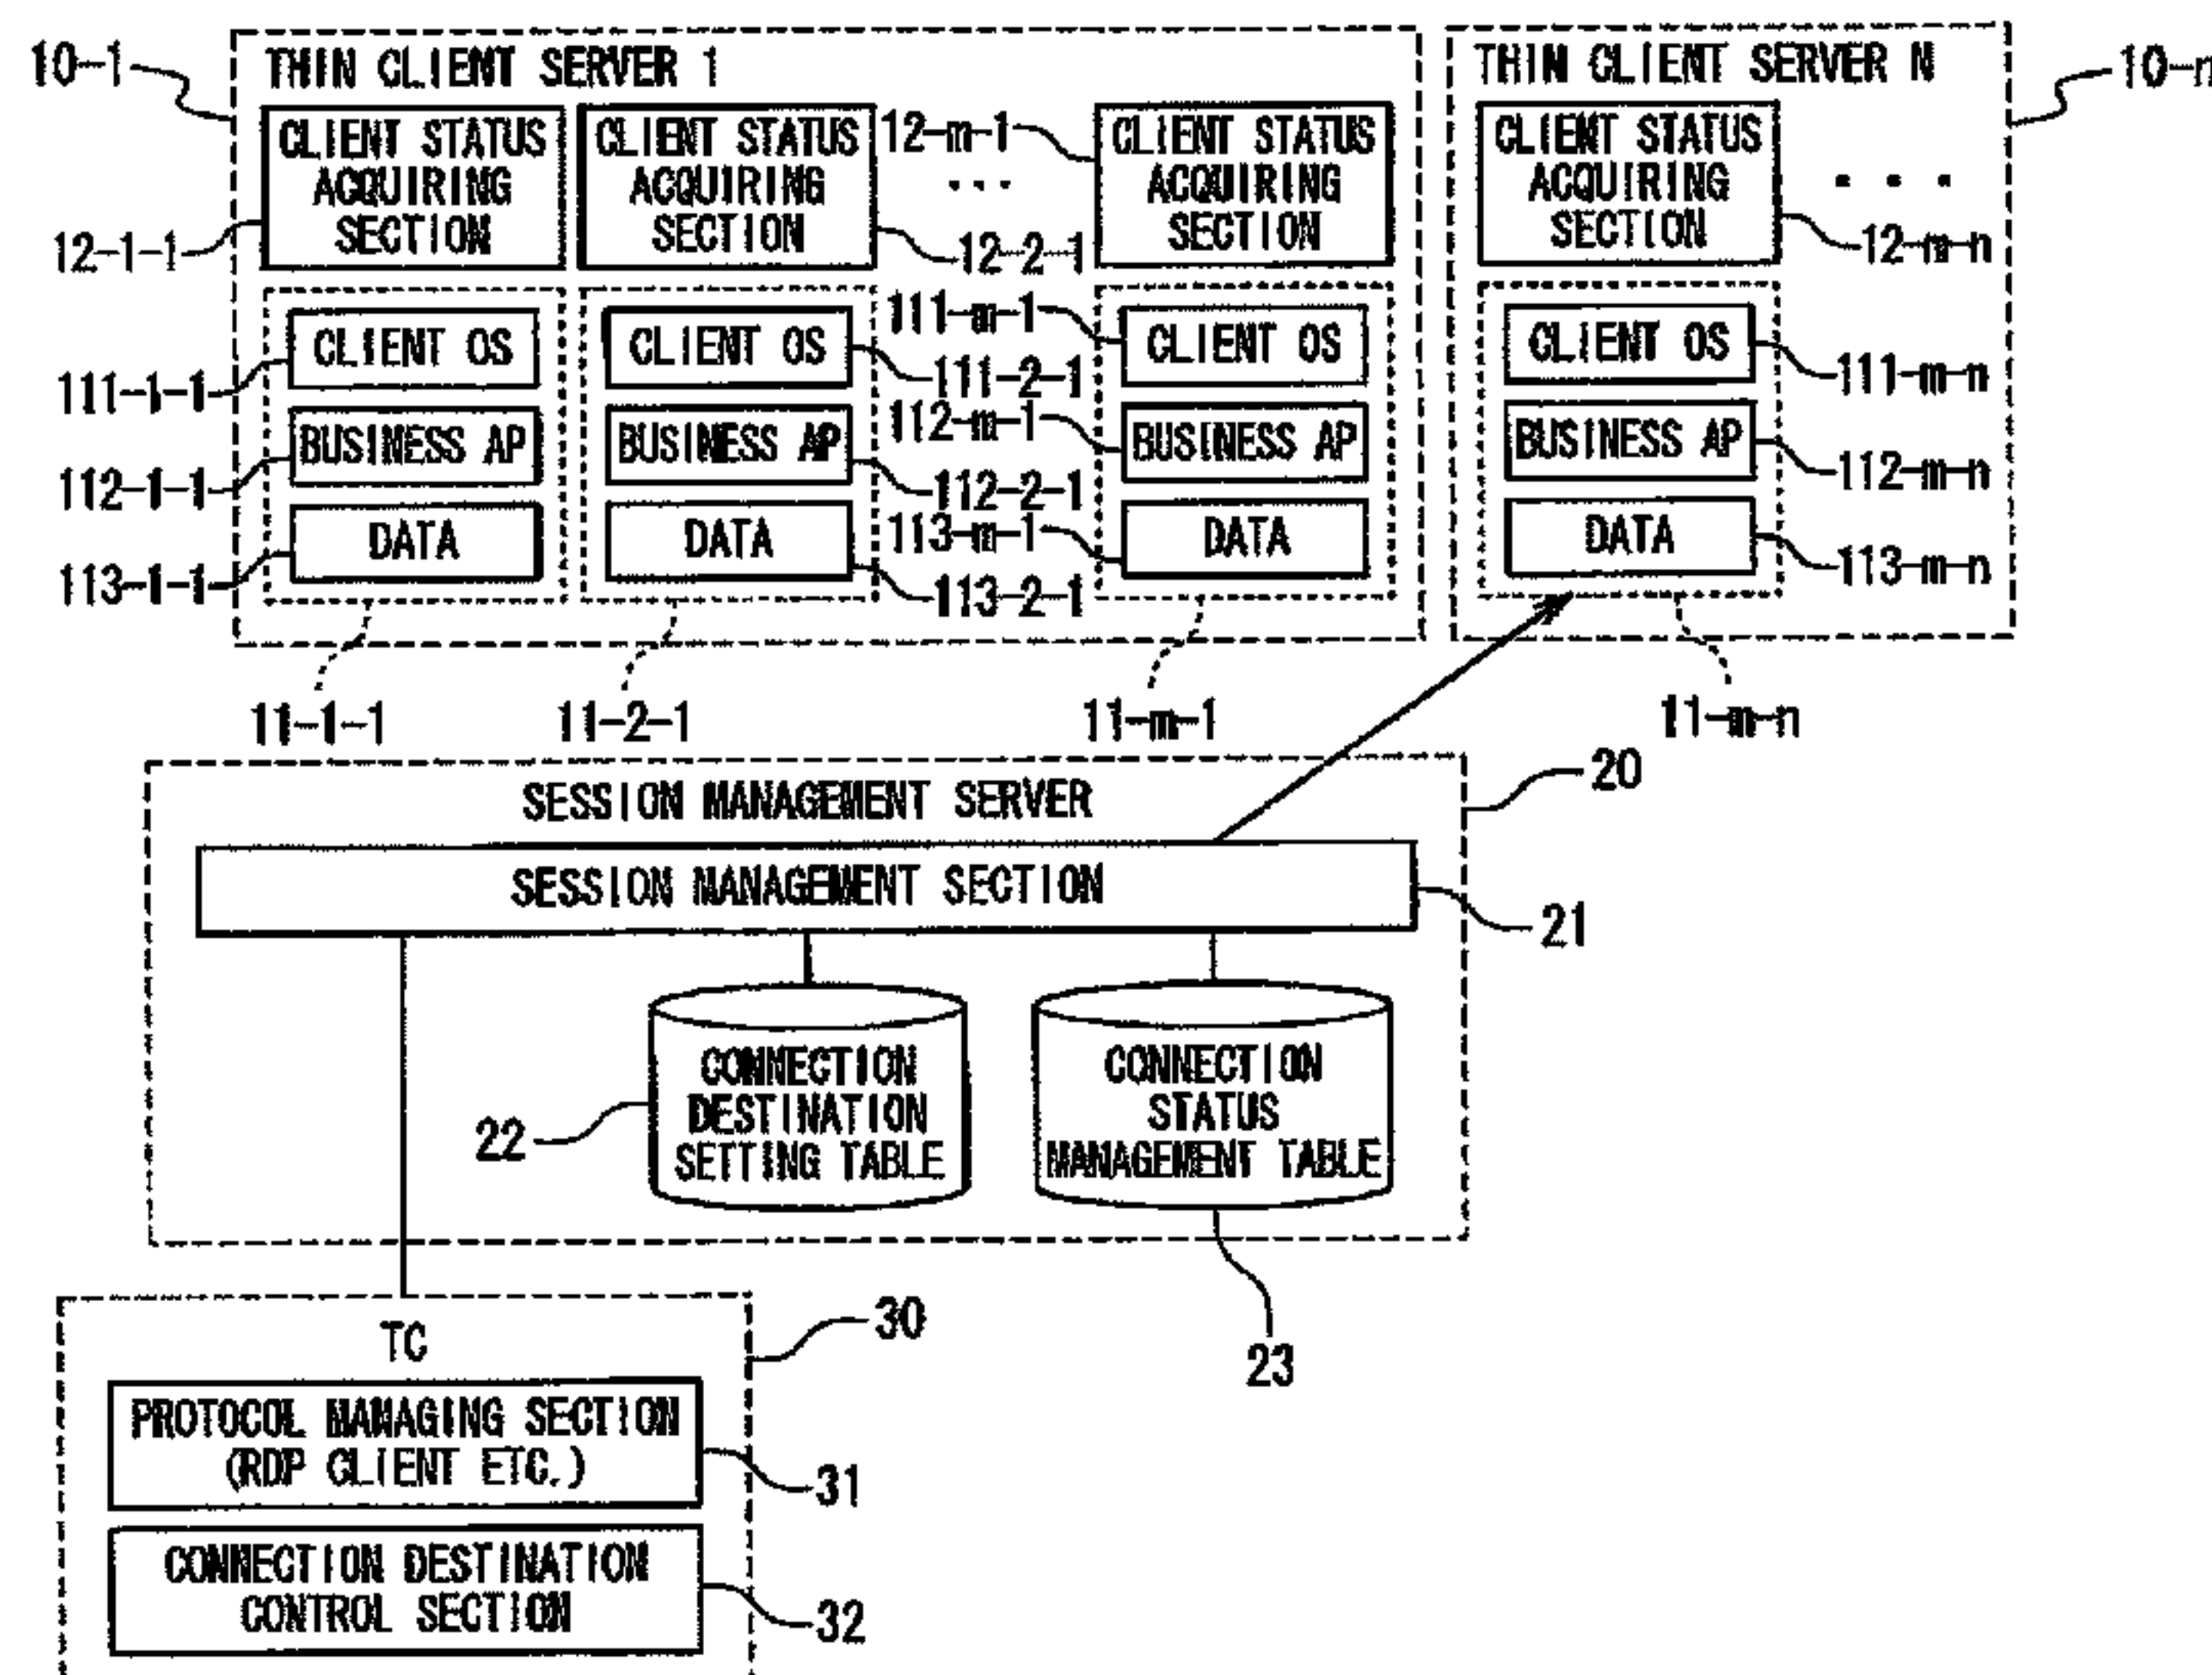 10-1
THIN CLIENT SERVER 1
THIN CLIENT SERVER N
10-n
CLIENT STATUS
ACQUIRING
SECTION
12-1-1
CLIENT STATUS
ACQUIRING
SECTION
12-2-1
12-m-1
...
CLIENT STATUS
ACQUIRING
SECTION
CLIENT STATUS
ACQUIRING
SECTION
...
12-m-n
CLIENT OS
111-1-1
BUSINESS AP
112-1-1
DATA
113-1-1
CLIENT OS
111-2-1
BUSINESS AP
112-2-1
DATA
113-2-1
111-m-1
CLIENT OS
112-m-1
BUSINESS AP
113-m-1
DATA
CLIENT OS
111-m-n
BUSINESS AP
112-m-n
DATA
113-m-n
11-1-1
11-2-1
11-m-1
11-m-n
SESSION MANAGEMENT SERVER
20
SESSION MANAGEMENT SECTION
21
CONNECTION
DESTINATION
SETTING TABLE
22
CONNECTION
STATUS
MANAGEMENT TABLE
23
TC
30
PROTOCOL MANAGING SECTION
(RDP CLIENT ETC.)
31
CONNECTION DESTINATION
CONTROL SECTION
32